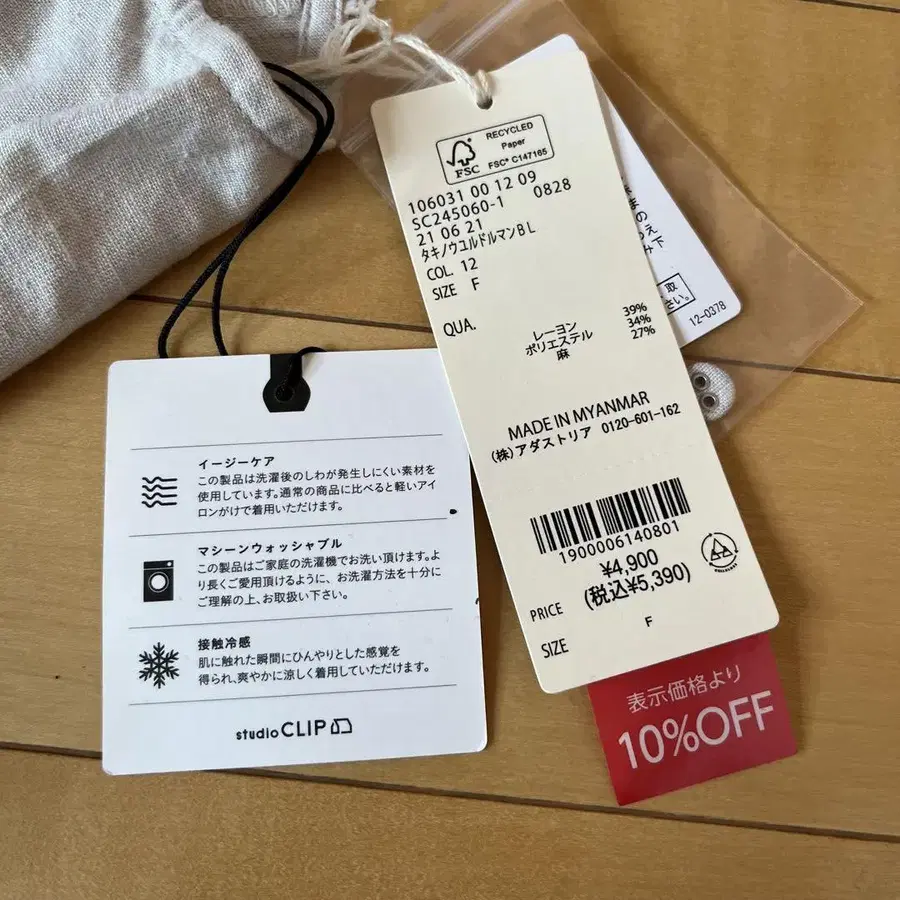 RECYCLED
Paper
FSC
FSC® C147165
106031 00 12 09
SC245060-1 0828
21 06 21
タキノウユルドルマンBL
COL. 12
SIZE F
QUA.
レーヨン 39%
ポリエステル 34%
麻 27%
MADE IN MYANMAR
(株)アダストリア 0120-601-162
1900006140801
¥4,900
PRICE (税込¥5,390)
SIZE F
表示価格より
10%OFF
取
さい。
12-0378
イージーケア
この製品は洗濯後のしわが発生しにくい素材を
使用しています。通常の商品に比べると軽いアイ
ロンがけで着用いただけます。
マシーンウォッシャブル
この製品はご家庭の洗濯機でお洗い頂けます。よ
り長くご愛用頂けるように、お洗濯方法を十分に
ご理解の上、お取扱い下さい。
接触冷感
肌に触れた瞬間にひんやりとした感覚を
得られ、爽やかに涼しく着用していただけます。
studio CLIP